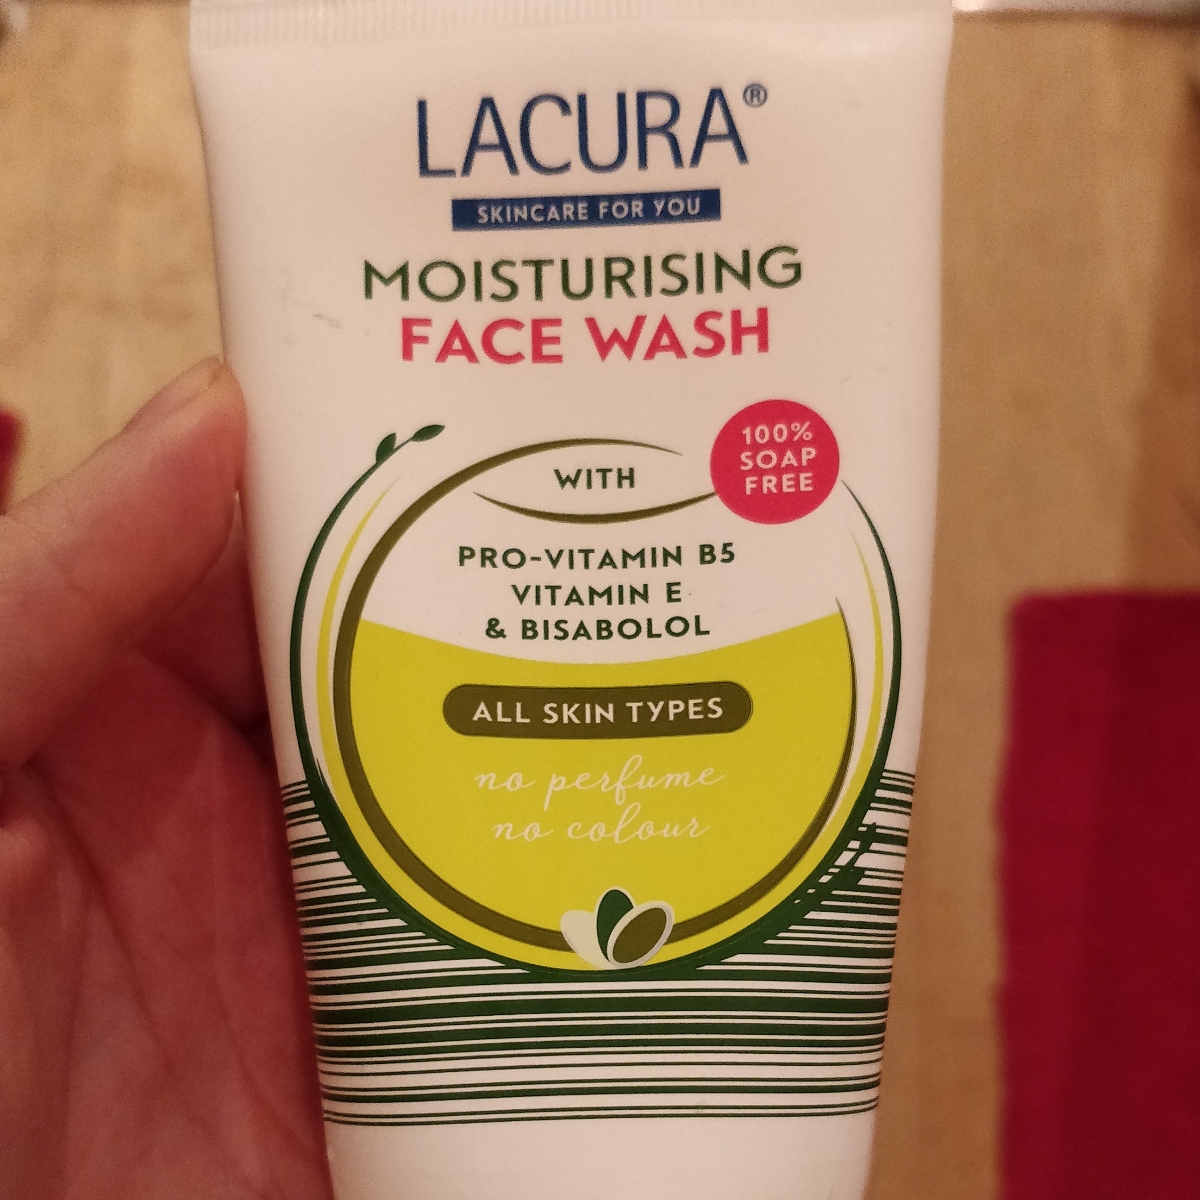 LACURA®
SKINCARE FOR YOU
MOISTURISING
FACE WASH
100%
SOAP
FREE
WITH
PRO-VITAMIN B5
VITAMIN E
& BISABOLOL
ALL SKIN TYPES
no perfume
no colour